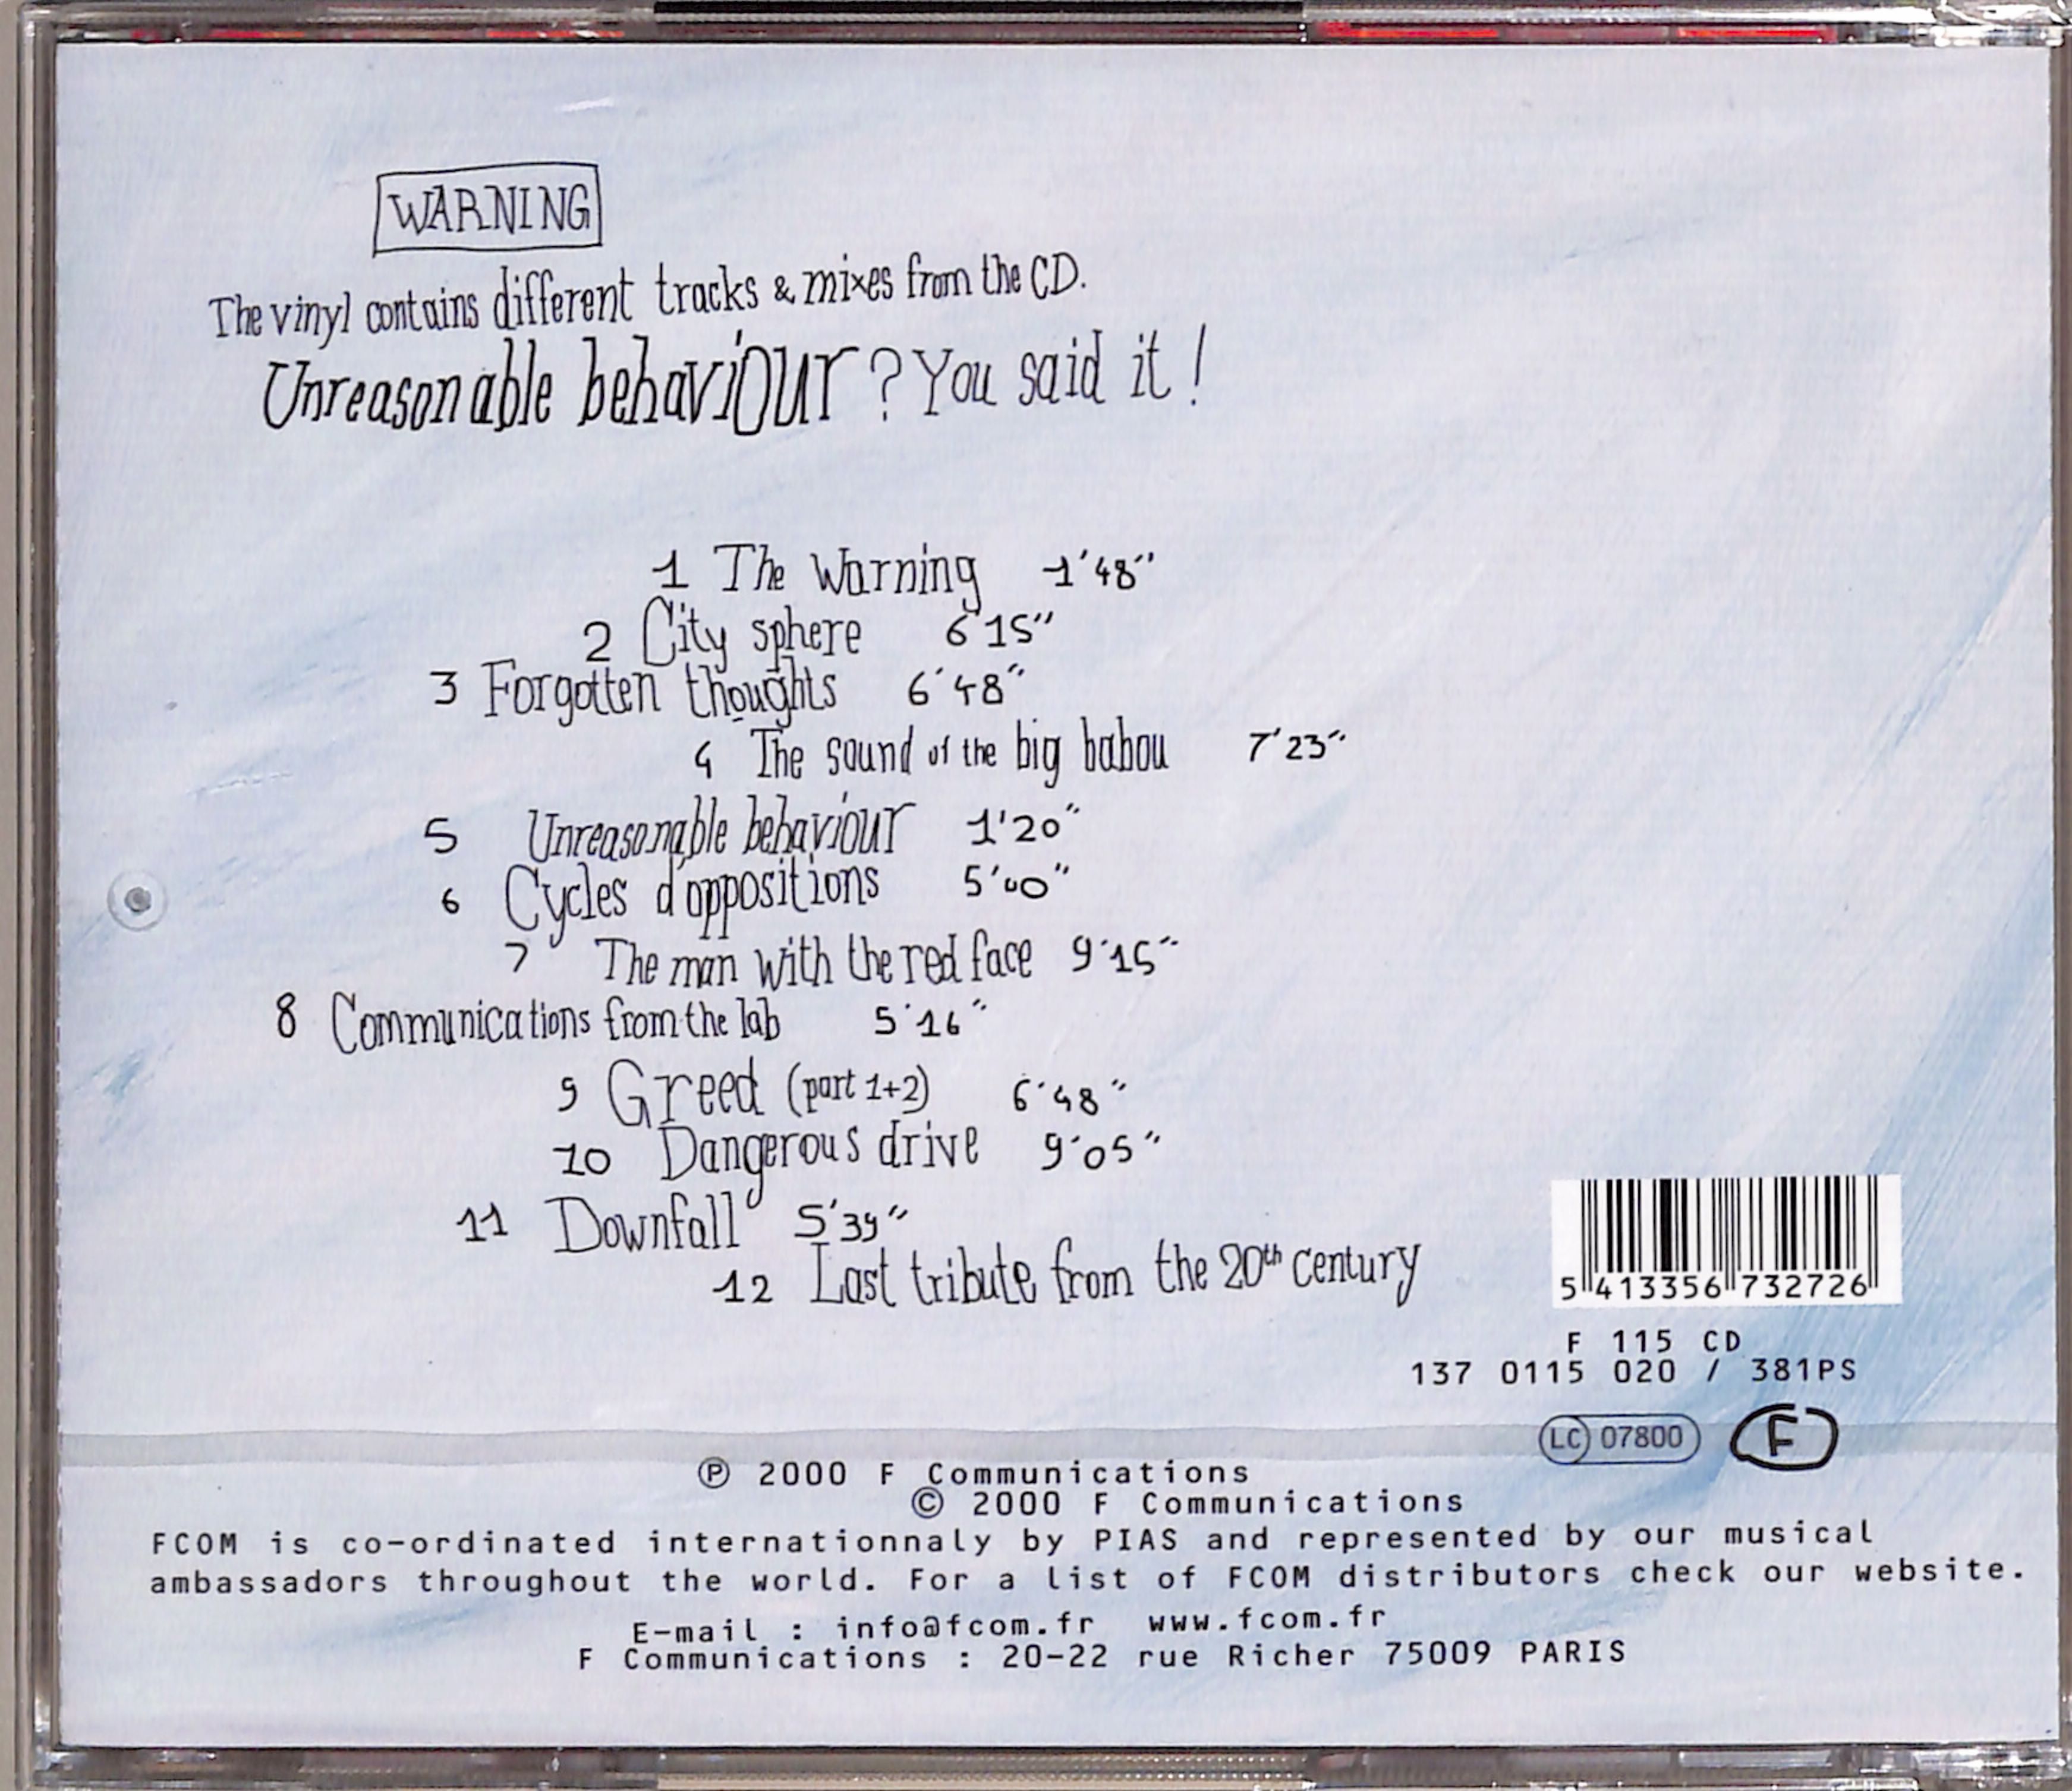 WARNING
The vinyl contains different tracks & mixes from the CD.
Unreasonable behaviour ? You said it !
1 The Warning 1'48"
2 City sphere 6'15"
3 Forgotten thoughts 6'48"
4 The sound of the big babou 7'23"
5 Unreasonable behaviour 1'20"
6 Cycles d'oppositions 5'40"
7 The man with the red face 9'15"
8 Communications from the lab 5'16"
9 Greed (part 1+2) 6'48"
10 Dangerous drive 9'05"
11 Downfall 5'39"
12 Last tribute from the 20th century
5 413356 732726
F 115 CD
137 0115 020 / 381PS
LC 07800 F
℗ 2000 F Communications
© 2000 F Communications
FCOM is co-ordinated internationnaly by PIAS and represented by our musical
ambassadors throughout the world. For a list of FCOM distributors check our website.
E-mail : info@fcom.fr www.fcom.fr
F Communications : 20-22 rue Richer 75009 PARIS